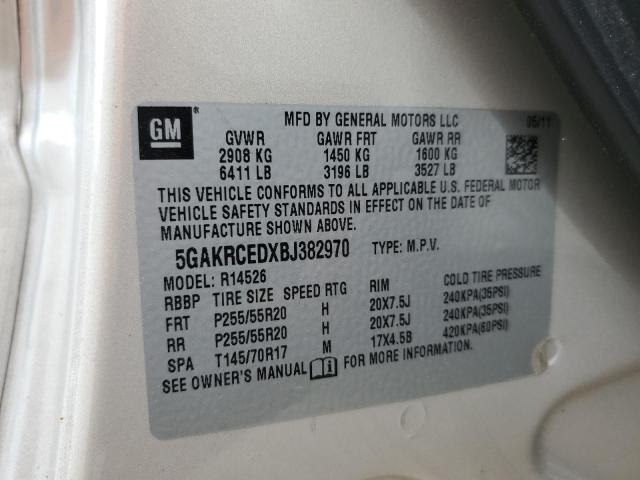 GM ®
MFD BY GENERAL MOTORS LLC 05/11
GVWR GAWR FRT GAWR RR
2908 KG 1450 KG 1600 KG
6411 LB 3196 LB 3527 LB
THIS VEHICLE CONFORMS TO ALL APPLICABLE U.S. FEDERAL MOTOR
VEHICLE SAFETY STANDARDS IN EFFECT ON THE DATE OF
MANUFACTURE SHOWN ABOVE.
5GAKRCEDXBJ382970 TYPE: M.P.V.
MODEL: R14526
RBBP TIRE SIZE SPEED RTG RIM COLD TIRE PRESSURE
FRT P255/55R20 H 20X7.5J 240KPA(35PSI)
RR P255/55R20 H 20X7.5J 240KPA(35PSI)
SPA T145/70R17 M 17X4.5B 420KPA(60PSI)
SEE OWNER'S MANUAL FOR MORE INFORMATION.